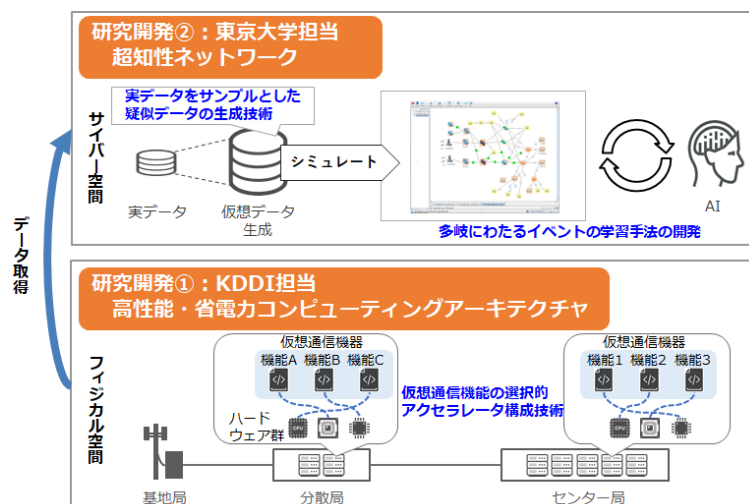 研究開発②：東京大学担当
超知性ネットワーク
サイバー空間
実データをサンプルとした
疑似データの生成技術
シミュレート
実データ
仮想データ
生成
AI
多岐にわたるイベントの学習手法の開発
データ取得
研究開発①：KDDI担当
高性能・省電力コンピューティングアーキテクチャ
フィジカル空間
仮想通信機器
機能A 機能B 機能C
ハード
ウェア群
CPU
仮想通信機能の選択的
アクセラレータ構成技術
仮想通信機器
機能1 機能2 機能3
CPU
基地局
分散局
センター局